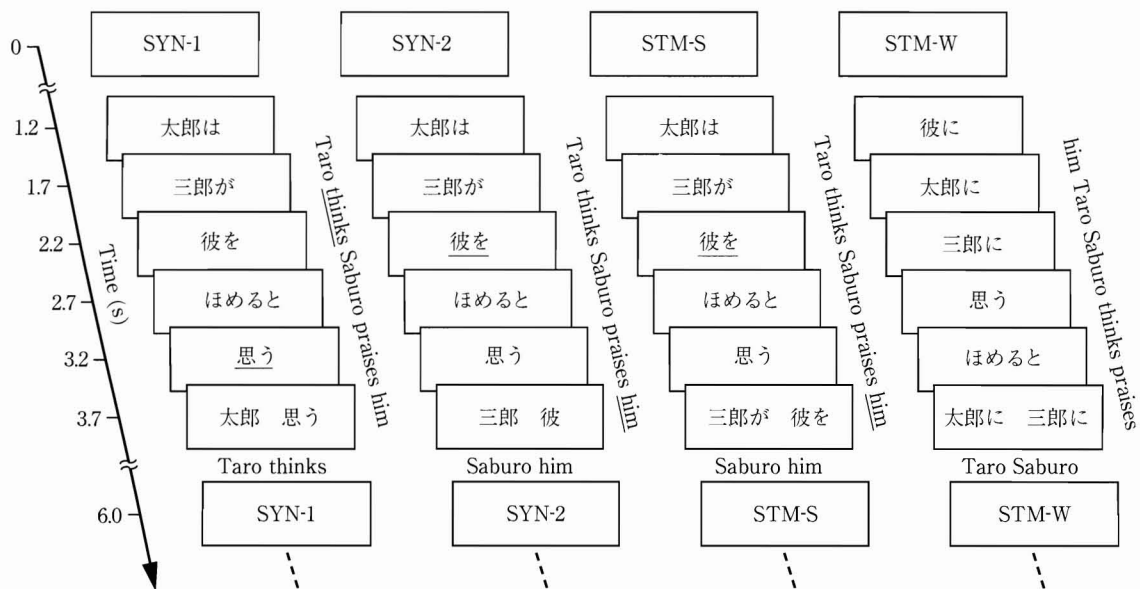 0
1.2
1.7
2.2
2.7
3.2
3.7
6.0
Time (s)
SYN-1
太郎は
三郎が
彼を
ほめると
思う
太郎 思う
Taro thinks Saburo praises him
Taro thinks
SYN-1
SYN-2
太郎は
三郎が
彼を
ほめると
思う
三郎 彼
Taro thinks Saburo praises him
Saburo him
SYN-2
STM-S
太郎は
三郎が
彼を
ほめると
思う
三郎が 彼を
Taro thinks Saburo praises him
Saburo him
STM-S
STM-W
彼に
太郎に
三郎に
思う
ほめると
太郎に 三郎に
him Taro Saburo thinks praises
Taro Saburo
STM-W